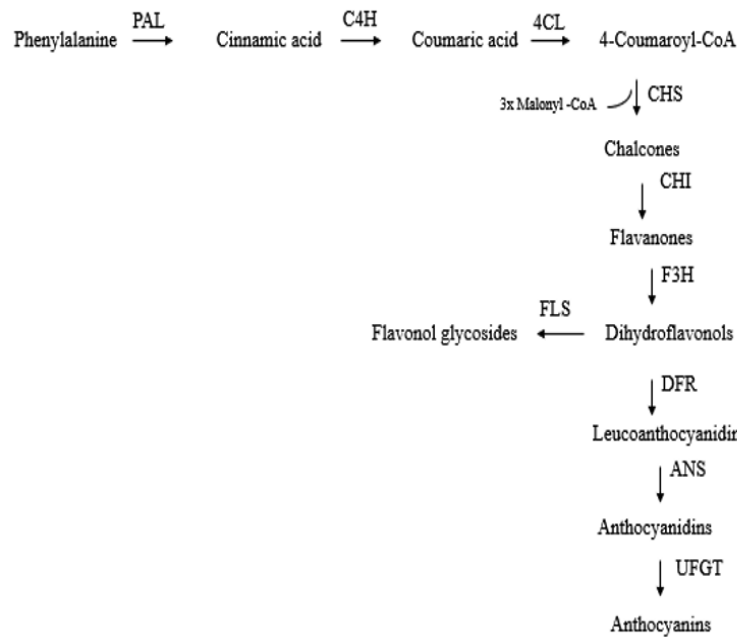 PAL C4H 4CL
Phenylalanine Cinnamic acid Coumaric acid 4-Coumaroyl-CoA
CHS
3x Malonyl -CoA
Chalcones
CHI
Flavanones
F3H
FLS
Flavonol glycosides Dihydroflavonols
DFR
Leucoanthocyanidin
ANS
Anthocyanidins
UFGT
Anthocyanins